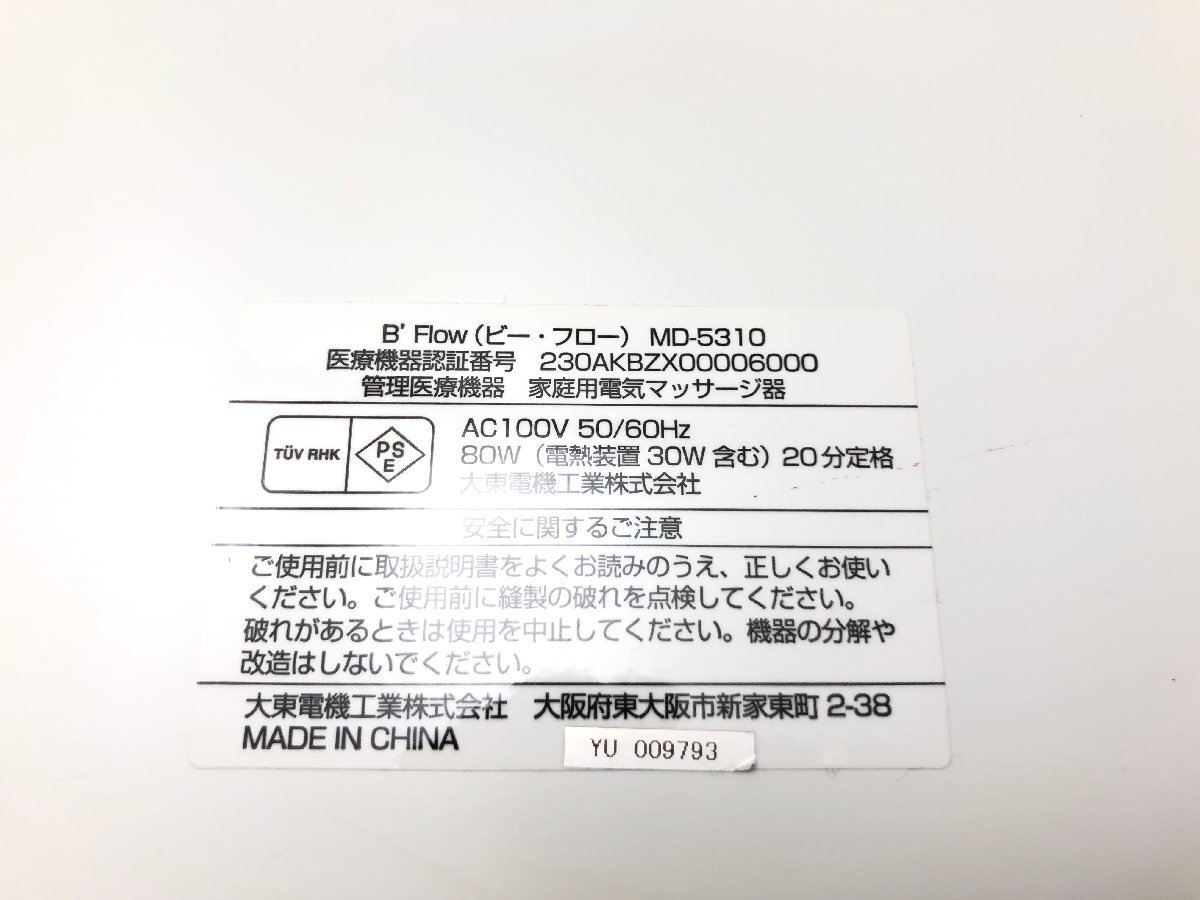 B' Flow (ビー・フロー) MD-5310
医療機器認証番号 230AKBZX00006000
管理医療機器 家庭用電気マッサージ器
TÜV RHK
PS
E
AC100V 50/60Hz
80W (電熱装置 30W 含む) 20分定格
大東電機工業株式会社
安全に関するご注意
ご使用前に取扱説明書をよくお読みのうえ、正しくお使い
ください。ご使用前に縫製の破れを点検してください。
破れがあるときは使用を中止してください。機器の分解や
改造はしないでください。
大東電機工業株式会社 大阪府東大阪市新家東町 2-38
MADE IN CHINA
YU 009793